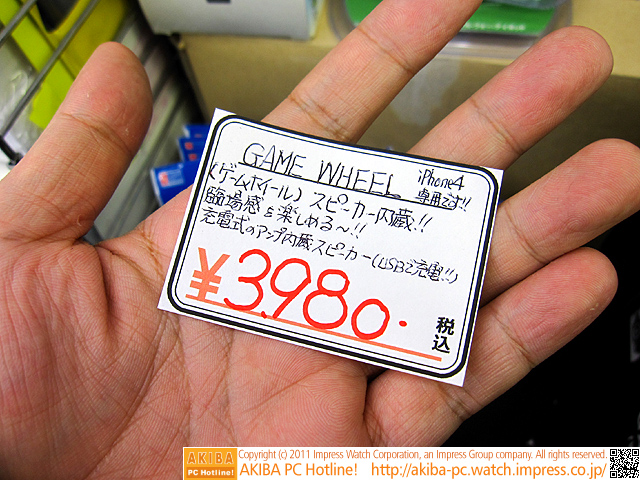 GAME WHEEL iPhone4
専用です!!
(ゲームホイール) スピーカー内蔵!!
臨場感を楽しめる〜!!
充電式のアンプ内蔵スピーカー(USBで充電!!)
¥3,980.
税込
AKIBA
PC Hotline!
Copyright (c) 2011 Impress Watch Corporation, an Impress Group company. All rights reserved.
AKIBA PC Hotline! http://akiba-pc.watch.impress.co.jp/